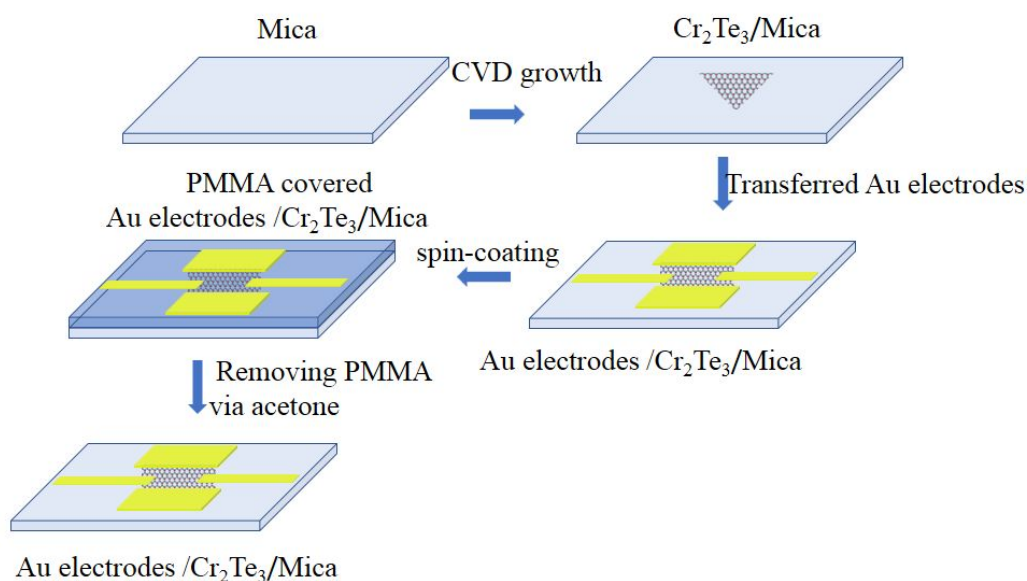 Mica
CVD growth
Cr₂Te₃/Mica
Transferred Au electrodes
Au electrodes /Cr₂Te₃/Mica
spin-coating
PMMA covered
Au electrodes /Cr₂Te₃/Mica
Removing PMMA
via acetone
Au electrodes /Cr₂Te₃/Mica